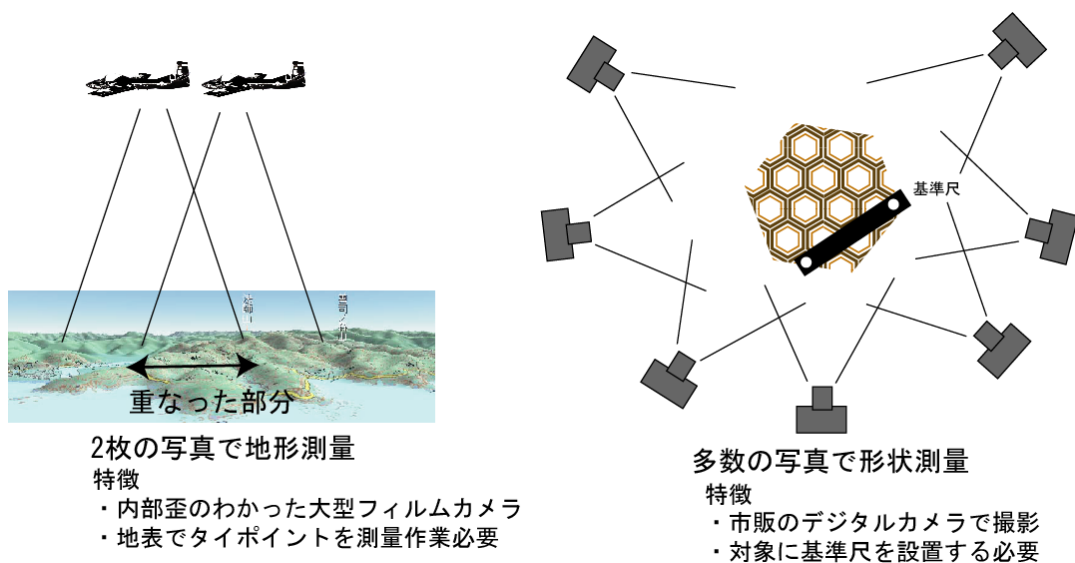 重なった部分
2枚の写真で地形測量
特徴
・内部歪のわかった大型フィルムカメラ
・地表でタイポイントを測量作業必要
基準尺
多数の写真で形状測量
特徴
・市販のデジタルカメラで撮影
・対象に基準尺を設置する必要